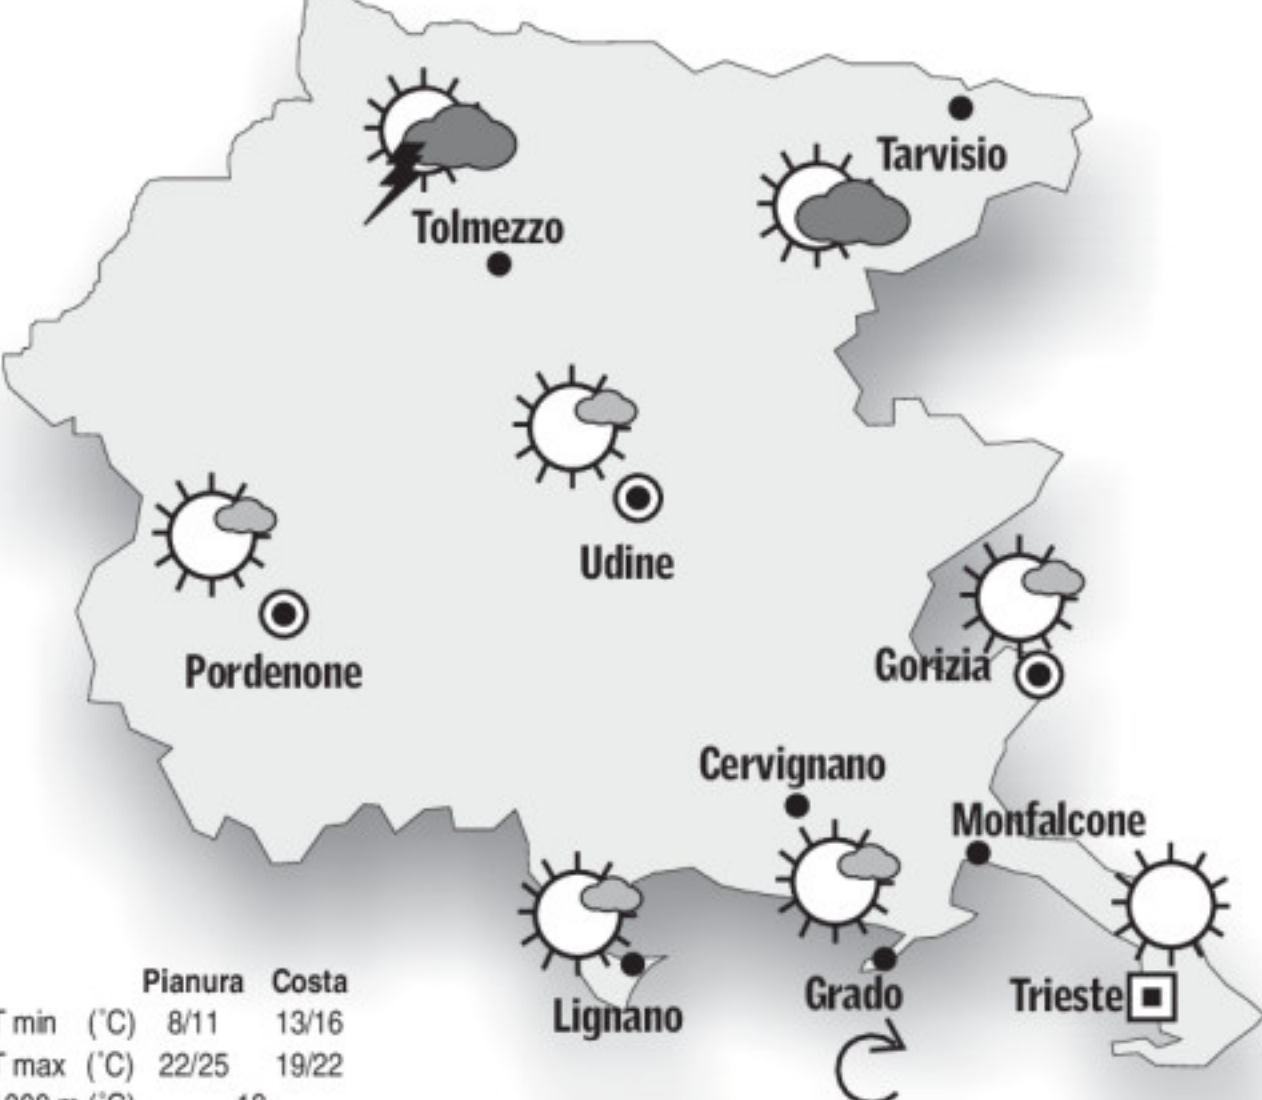 Tarvisio
Tolmezzo
Udine
Pordenone
Gorizia
Cervignano
Monfalcone
Lignano
Grado
Trieste
Pianura Costa
T min (°C) 8/11 13/16
T max (°C) 22/25 19/22